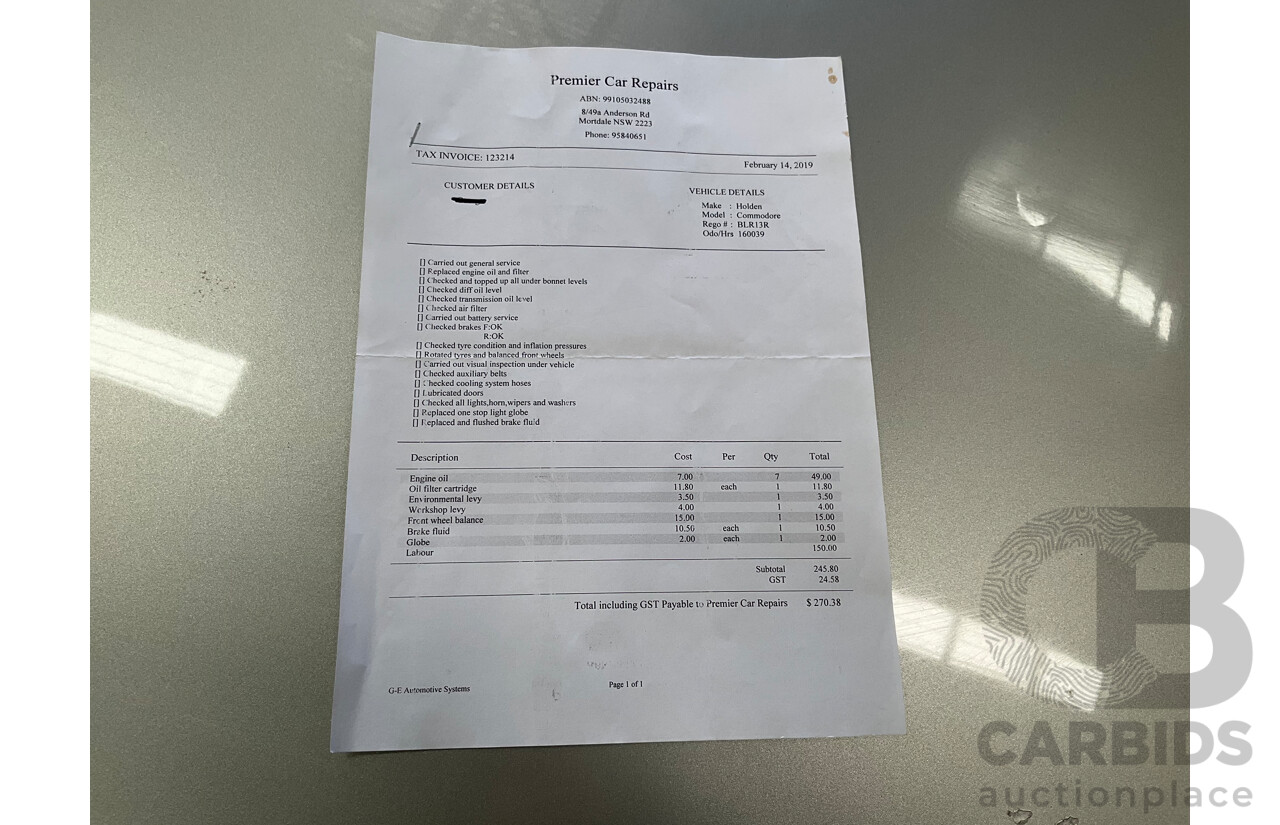 Premier Car Repairs
ABN: 99105032488
8/49a Anderson Rd
Mortdale NSW 2223
Phone: 95840651
TAX INVOICE: 123214
February 14, 2019
CUSTOMER DETAILS
VEHICLE DETAILS
Make : Holden
Model : Commodore
Rego # : BLR13R
Odo/Hrs 160039
[] Carried out general service
[] Replaced engine oil and filter
[] Checked and topped up all under bonnet levels
[] Checked diff oil level
[] Checked transmission oil level
[] Checked air filter
[] Carried out battery service
[] Checked brakes F:OK
R:OK
[] Checked tyre condition and inflation pressures
[] Rotated tyres and balanced front wheels
[] Carried out visual inspection under vehicle
[] Checked auxiliary belts
[] Checked cooling system hoses
[] Lubricated doors
[] Checked all lights,horn,wipers and washers
[] Replaced one stop light globe
[] Replaced and flushed brake fluid
Description Cost Per Qty Total
Engine oil 7.00 7 49.00
Oil filter cartridge 11.80 each 1 11.80
Environmental levy 3.50 1 3.50
Workshop levy 4.00 1 4.00
Front wheel balance 15.00 1 15.00
Brake fluid 10.50 each 1 10.50
Globe 2.00 each 1 2.00
Labour 150.00
Subtotal 245.80
GST 24.58
Total including GST Payable to Premier Car Repairs $ 270.38
G-E Automotive Systems
Page 1 of 1
CB
CARBIDS
auctionplace